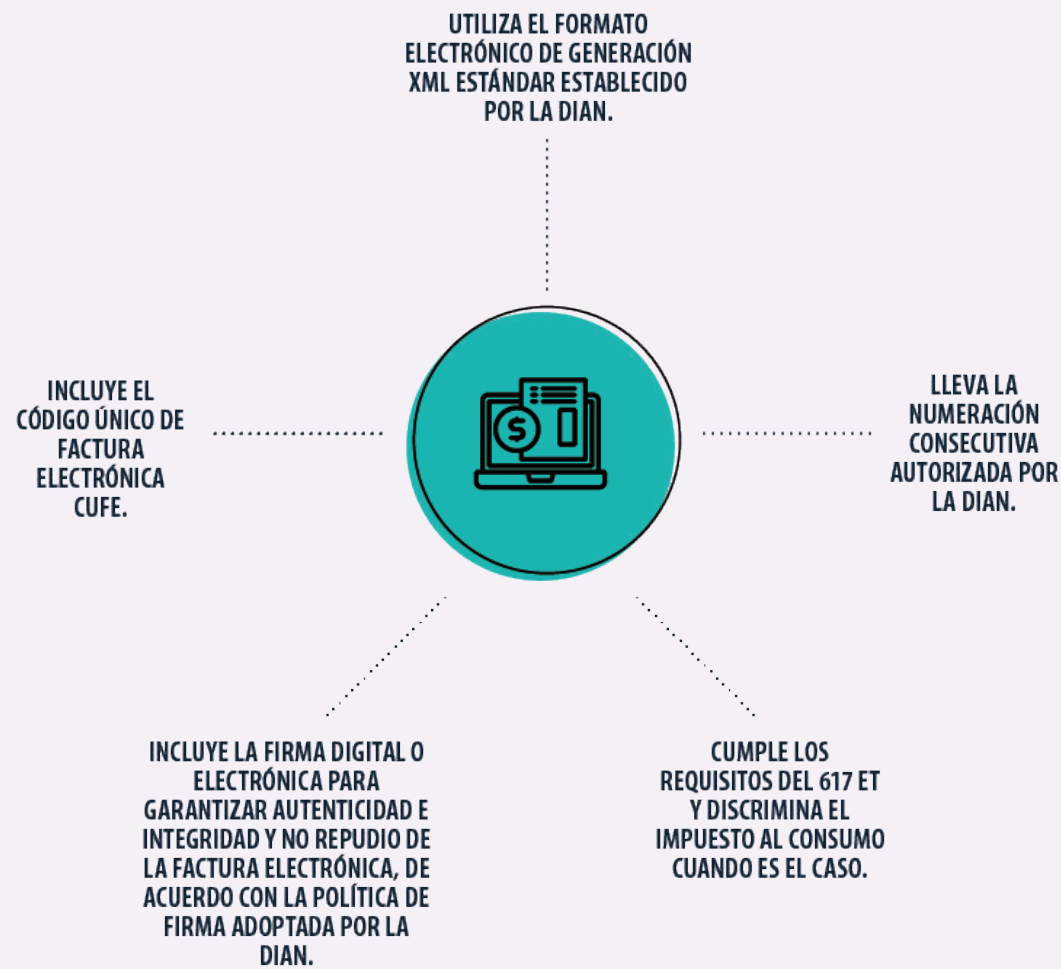 UTILIZA EL FORMATO
ELECTRÓNICO DE GENERACIÓN
XML ESTÁNDAR ESTABLECIDO
POR LA DIAN.
INCLUYE EL
CÓDIGO ÚNICO DE
FACTURA
ELECTRÓNICA
CUFE.
$
LLEVA LA
NUMERACIÓN
CONSECUTIVA
AUTORIZADA POR
LA DIAN.
INCLUYE LA FIRMA DIGITAL O
ELECTRÓNICA PARA
GARANTIZAR AUTENTICIDAD E
INTEGRIDAD Y NO REPUDIO DE
LA FACTURA ELECTRÓNICA, DE
ACUERDO CON LA POLÍTICA DE
FIRMA ADOPTADA POR LA
DIAN.
CUMPLE LOS
REQUISITOS DEL 617 ET
Y DISCRIMINA EL
IMPUESTO AL CONSUMO
CUANDO ES EL CASO.